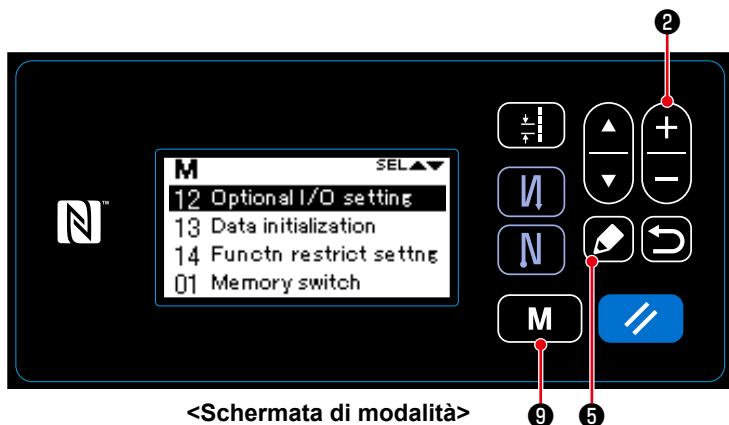 ❷
M SEL▲▼
12 Optional I/O setting
13 Data initialization
14 Functn restrict settng
01 Memory switch
M
<Schermata di modalità>
❾ ❺